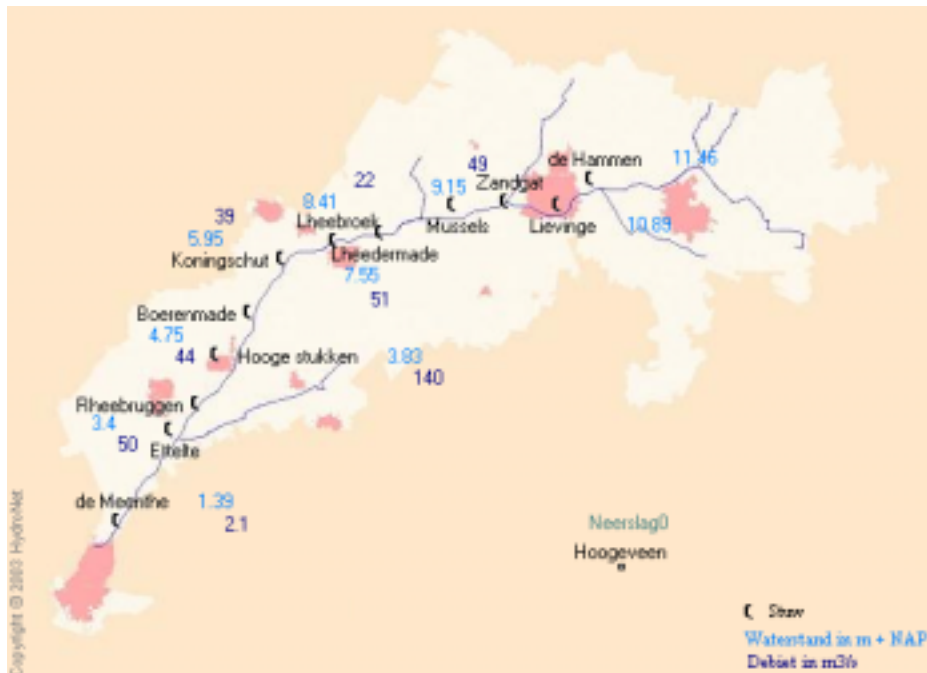 de Hammen
11.46
49
Zandgat
22
9.15
8.41
39
Lheebroek
Mussels
Lievinge
10.89
5.95
Koningschut
Lheedermade
7.55
51
Boerenmade
4.75
44
Hooge stukken
3.83
140
Rheebruggen
3.4
50
Ettelte
de Meenthe
1.39
2.1
Neerslag0
Hoogeveen
Stuw
Waterstand in m + NAP
Debiet in m3/s
Copyright © 2003 HydroNet